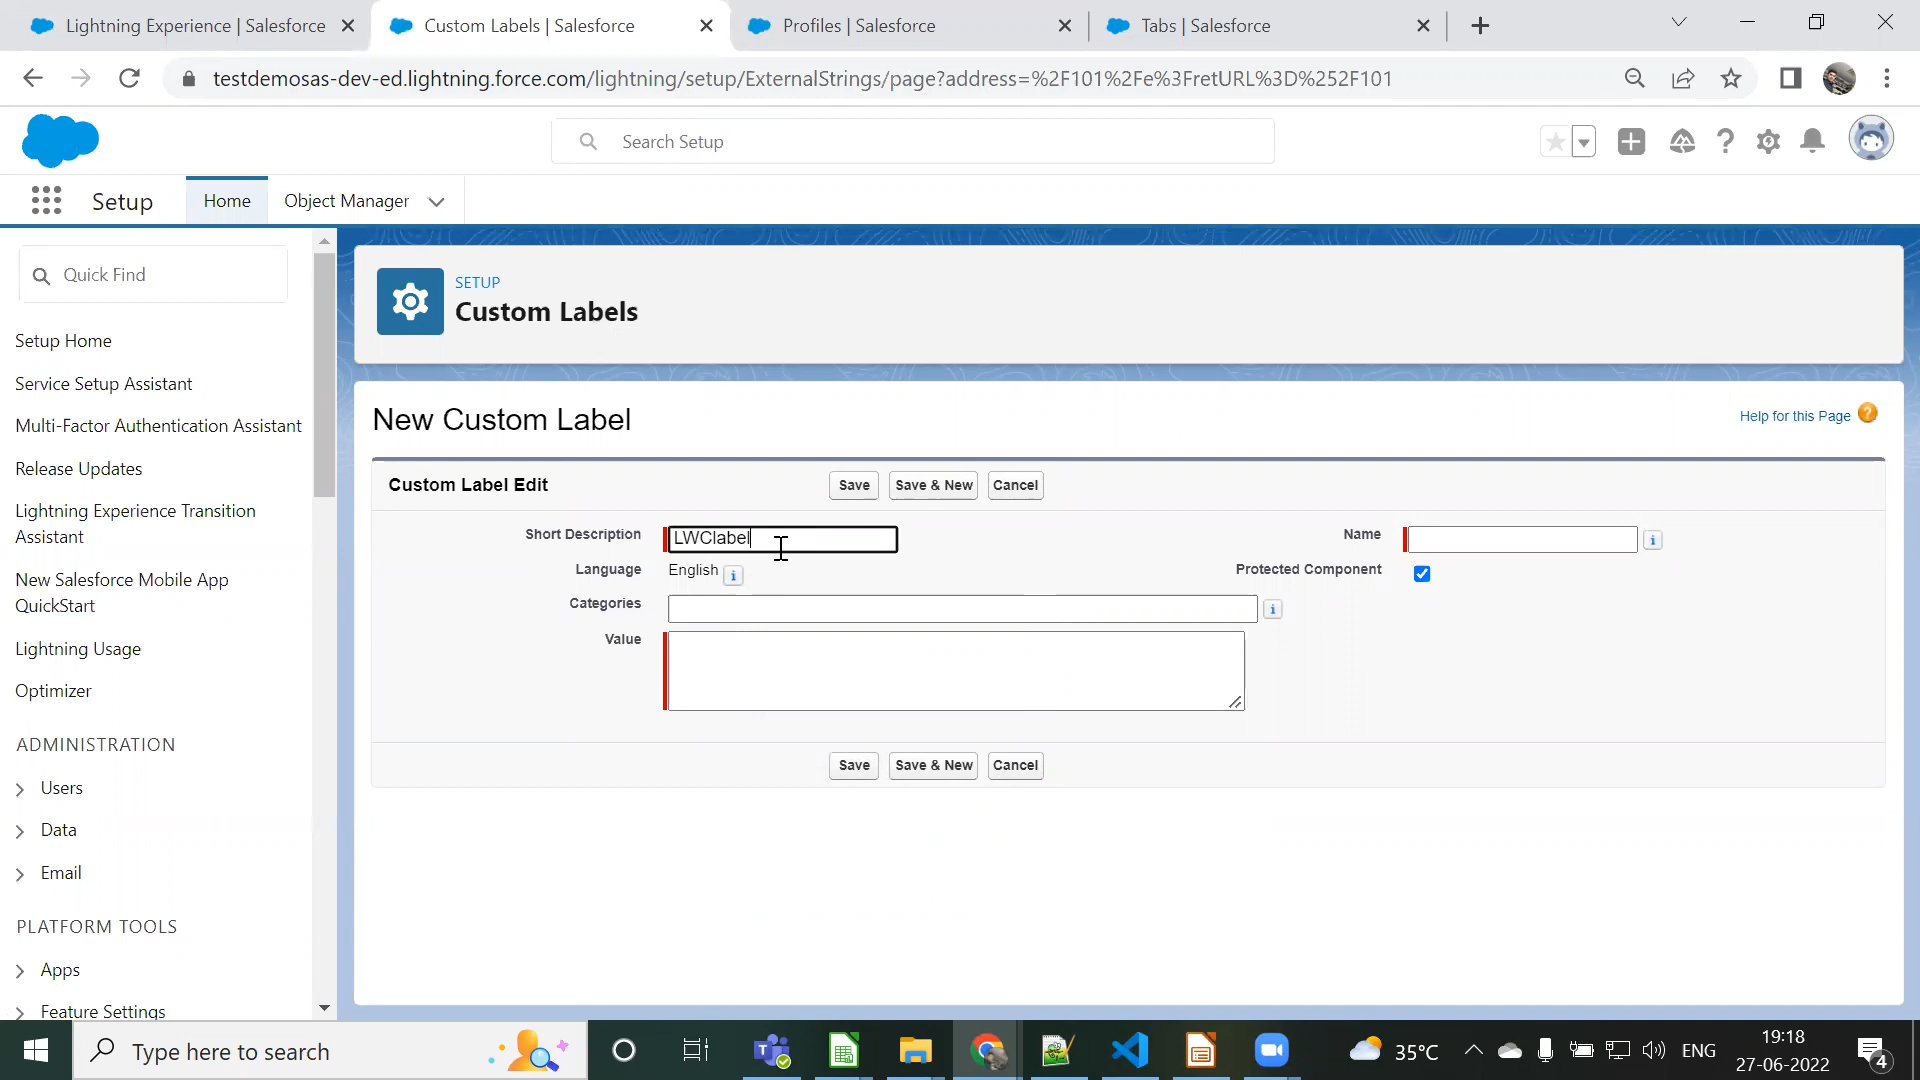 Lightning Experience | Salesforce
Custom Labels | Salesforce
Profiles | Salesforce
Tabs | Salesforce
testdemosas-dev-ed.lightning.force.com/lightning/setup/ExternalStrings/page?address=%2F101%2Fe%3FretURL%3D%252F101
Search Setup
Setup
Home
Object Manager
Quick Find
Setup Home
Service Setup Assistant
Multi-Factor Authentication Assistant
Release Updates
Lightning Experience Transition
Assistant
New Salesforce Mobile App
QuickStart
Lightning Usage
Optimizer
ADMINISTRATION
Users
Data
Email
PLATFORM TOOLS
Apps
Feature Settings
SETUP
Custom Labels
New Custom Label
Help for this Page
Custom Label Edit
Save
Save & New
Cancel
Short Description
LWClabel
Name
Language
English
Protected Component
Categories
Value
Save
Save & New
Cancel
Type here to search
35°C
ENG
19:18
27-06-2022
4